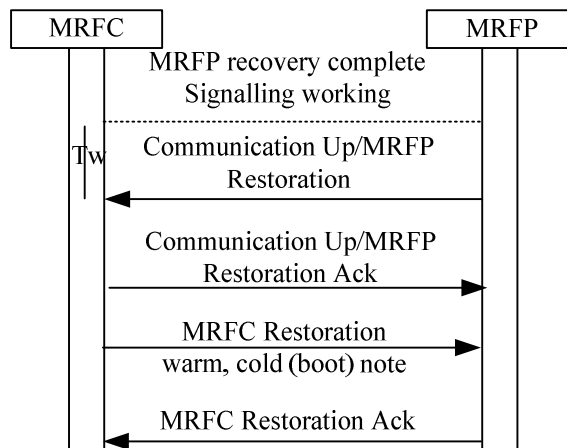 MRFC
MRFP
MRFP recovery complete
Signalling working
Tw
Communication Up/MRFP
Restoration
Communication Up/MRFP
Restoration Ack
MRFC Restoration
warm, cold (boot) note
MRFC Restoration Ack